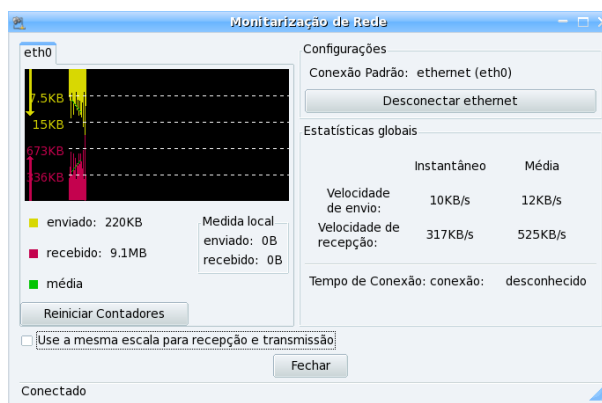 Monitarização de Rede
eth0
7.5KB
15KB
673KB
336KB
enviado: 220KB
recebido: 9.1MB
média
Medida local
enviado: 0B
recebido: 0B
Reiniciar Contadores
Configurações
Conexão Padrão: ethernet (eth0)
Desconectar ethernet
Estatísticas globais
Instantâneo Média
Velocidade
de envio: 10KB/s 12KB/s
Velocidade de
recepção: 317KB/s 525KB/s
Tempo de Conexão: conexão: desconhecido
Use a mesma escala para recepção e transmissão
Fechar
Conectado